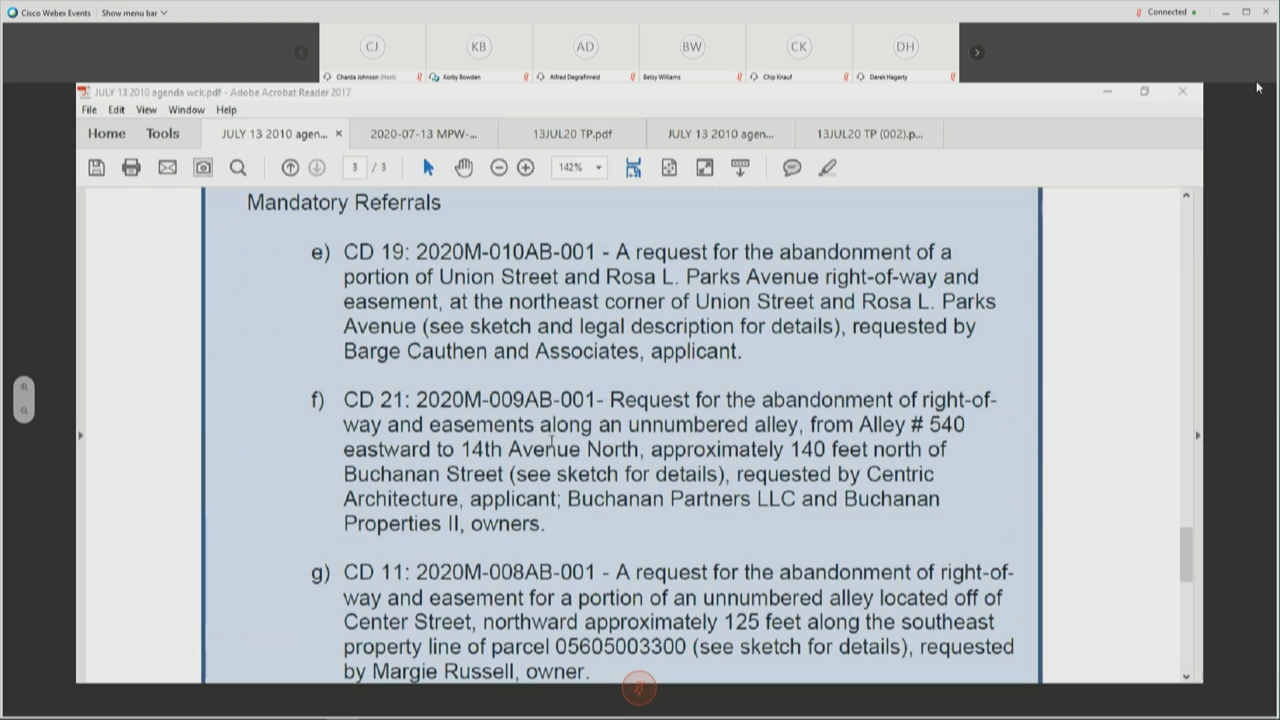 Cisco Webex Events Show menu bar Connected
CJ KB AD BW CK DH
Charda Johnson (Host) Korby Bowden Alfred Degrafinreid Betsy Williams Chip Knauf Derek Hagerty
JULY 13 2010 agenda wck.pdf - Adobe Acrobat Reader 2017
File Edit View Window Help
Home Tools JULY 13 2010 agen... × 2020-07-13 MPW-... 13JUL20 TP.pdf JULY 13 2010 agen... 13JUL20 TP (002).p...
3 / 3 142%
Mandatory Referrals
e) CD 19: 2020M-010AB-001 - A request for the abandonment of a
portion of Union Street and Rosa L. Parks Avenue right-of-way and
easement, at the northeast corner of Union Street and Rosa L. Parks
Avenue (see sketch and legal description for details), requested by
Barge Cauthen and Associates, applicant.
f) CD 21: 2020M-009AB-001- Request for the abandonment of right-of-
way and easements along an unnumbered alley, from Alley # 540
eastward to 14th Avenue North, approximately 140 feet north of
Buchanan Street (see sketch for details), requested by Centric
Architecture, applicant; Buchanan Partners LLC and Buchanan
Properties II, owners.
g) CD 11: 2020M-008AB-001 - A request for the abandonment of right-of-
way and easement for a portion of an unnumbered alley located off of
Center Street, northward approximately 125 feet along the southeast
property line of parcel 05605003300 (see sketch for details), requested
by Margie Russell, owner.